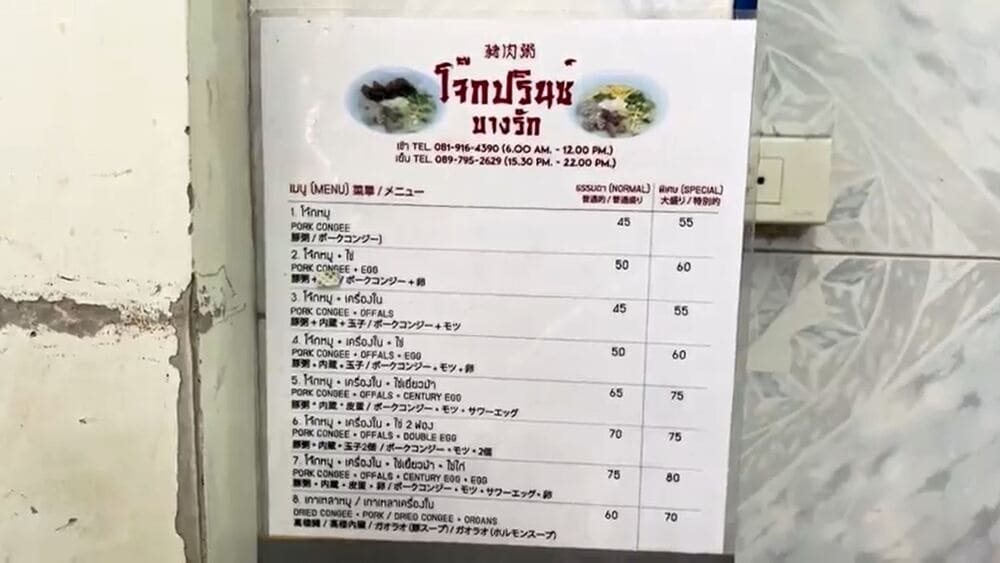 豬肉粥
โจ๊กปรินซ์
บางรัก
เช้า TEL. 081-916-4390 (6.00 AM. - 12.00 PM.)
เย็น TEL. 089-795-2629 (15.30 PM. - 22.00 PM.)
เมนู (MENU) 菜單 / メニュー ธรรมดา (NORMAL) พิเศษ (SPECIAL)
普通的 / 普通盛り 大盛り / 特別的
1. โจ๊กหมู 45 55
PORK CONGEE
豚粥 / ポークコンジー)
2. โจ๊กหมู + ไข่ 50 60
PORK CONGEE + EGG
豚粥 + / ポークコンジー + 卵
3. โจ๊กหมู + เครื่องใน 45 55
PORK CONGEE + OFFALS
豚粥 + 内蔵 + 玉子 / ポークコンジー + モツ
4. โจ๊กหมู + เครื่องใน + ไข่ 50 60
PORK CONGEE + OFFALS + EGG
豚粥 + 内蔵 + 玉子 / ポークコンジー + モツ + 卵
5. โจ๊กหมู + เครื่องใน + ไข่เยี่ยวม้า 65 75
PORK CONGEE + OFFALS + CENTURY EGG
豚粥 + 内蔵 + 皮蛋 / ポークコンジー + モツ + サワーエッグ
6. โจ๊กหมู + เครื่องใน + ไข่ 2 ฟอง 70 75
PORK CONGEE + OFFALS + DOUBLE EGG
豚粥 + 内蔵 + 玉子2個 / ポークコンジー + モツ + 2個
7. โจ๊กหมู + เครื่องใน + ไข่เยี่ยวม้า + ไข่ไก่ 75 80
PORK CONGEE + OFFALS + CENTURY EGG + EGG
豚粥 + 内蔵 + 皮蛋 + 卵 / ポークコンジー + モツ + サワーエッグ + 卵
8. เกาเหลาหมู / เกาเหลาเครื่องใน 60 70
DRIED CONGEE + PORK / DRIED CONGEE + ORGANS
高樓豬 / 高樓內臟 / ガオラオ (豚スープ) / ガオラオ (ホルモンスープ)